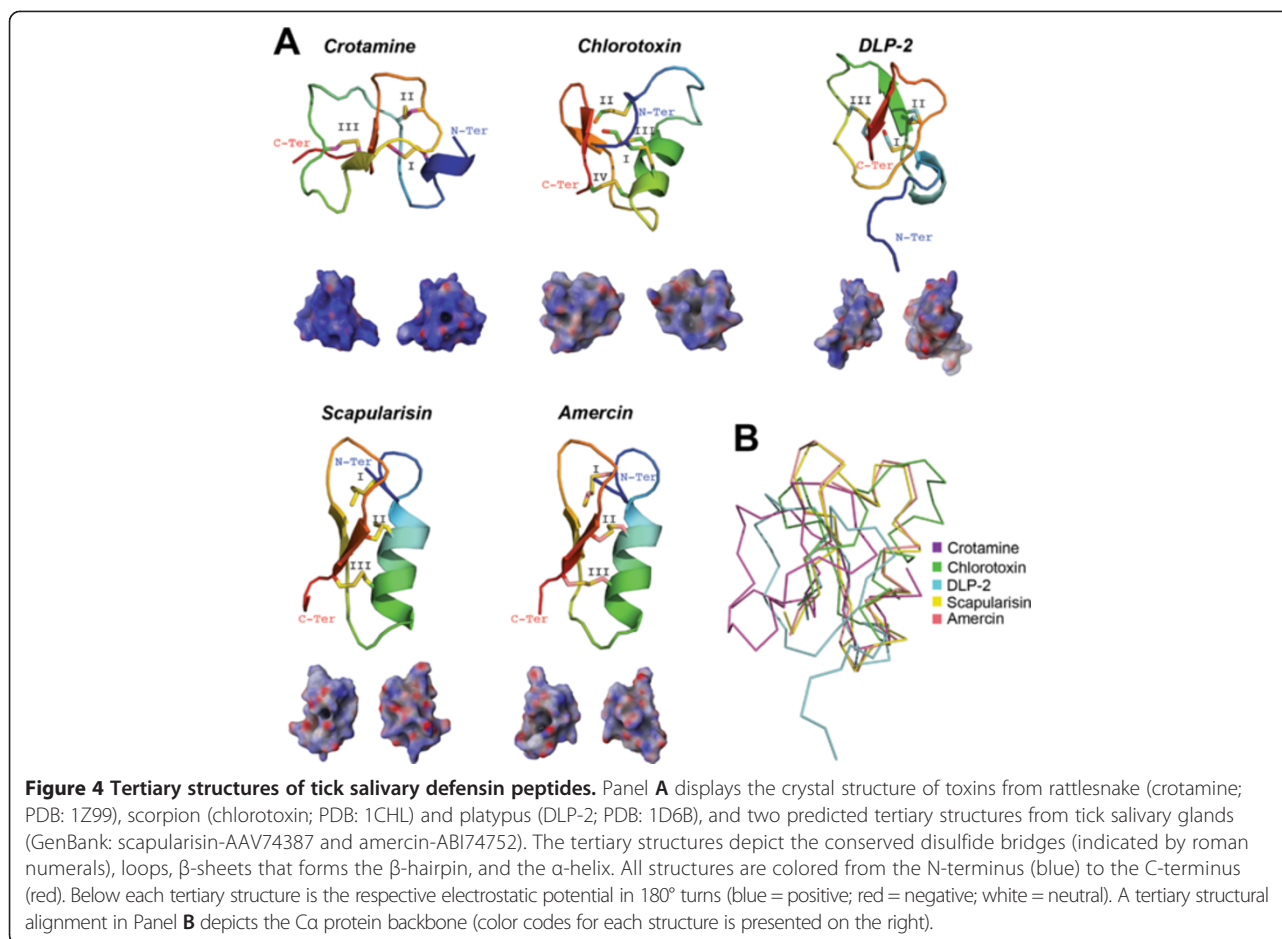 A
Crotamine
Chlorotoxin
DLP-2
II
III
I
N-Ter
C-Ter
II
N-Ter
III
I
IV
C-Ter
III
II
I
C-Ter
N-Ter
Scapularisin
Amercin
B
N-Ter
I
II
III
C-Ter
I
N-Ter
II
III
C-Ter
Crotamine
Chlorotoxin
DLP-2
Scapularisin
Amercin
Figure 4 Tertiary structures of tick salivary defensin peptides. Panel A displays the crystal structure of toxins from rattlesnake (crotamine;
PDB: 1Z99), scorpion (chlorotoxin; PDB: 1CHL) and platypus (DLP-2; PDB: 1D6B), and two predicted tertiary structures from tick salivary glands
(GenBank: scapularisin-AAV74387 and amercin-ABI74752). The tertiary structures depict the conserved disulfide bridges (indicated by roman
numerals), loops, β-sheets that forms the β-hairpin, and the α-helix. All structures are colored from the N-terminus (blue) to the C-terminus
(red). Below each tertiary structure is the respective electrostatic potential in 180° turns (blue = positive; red = negative; white = neutral). A tertiary structural
alignment in Panel B depicts the Cα protein backbone (color codes for each structure is presented on the right).